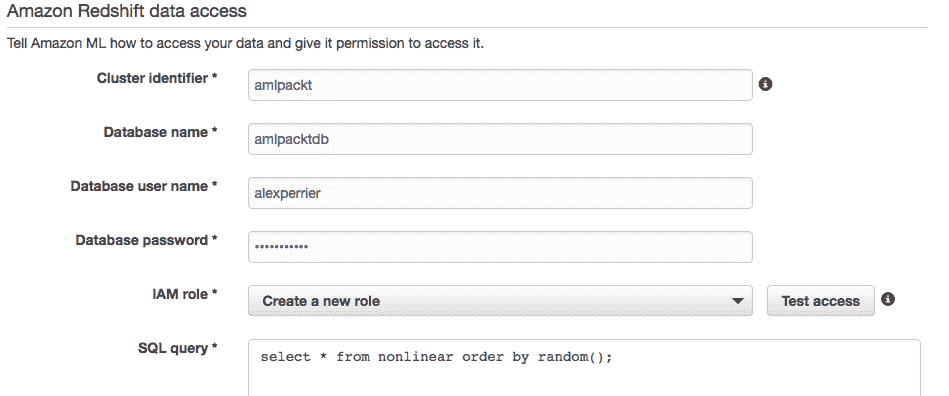 Amazon Redshift data access
Tell Amazon ML how to access your data and give it permission to access it.
Cluster identifier * amlpackt
Database name * amlpacktdb
Database user name * alexperrier
Database password * •••••••••••
IAM role * Create a new role Test access
SQL query * select * from nonlinear order by random();